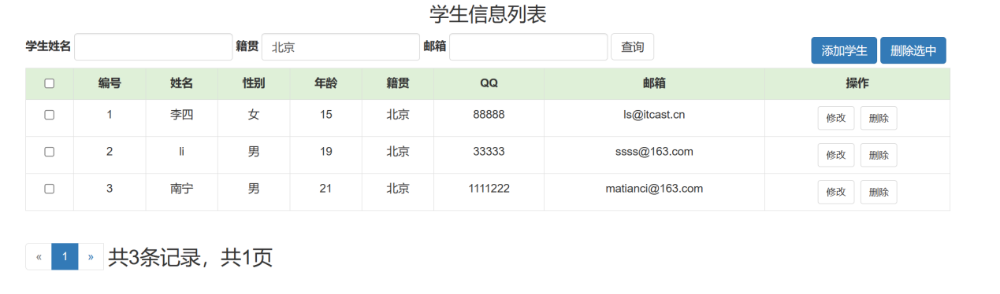 学生信息列表
学生姓名 籍贯 北京 邮箱 查询 添加学生 删除选中
编号 姓名 性别 年龄 籍贯 QQ 邮箱 操作
1 李四 女 15 北京 88888 ls@itcast.cn 修改 删除
2 li 男 19 北京 33333 ssss@163.com 修改 删除
3 南宁 男 21 北京 1111222 matianci@163.com 修改 删除
« 1 » 共3条记录，共1页